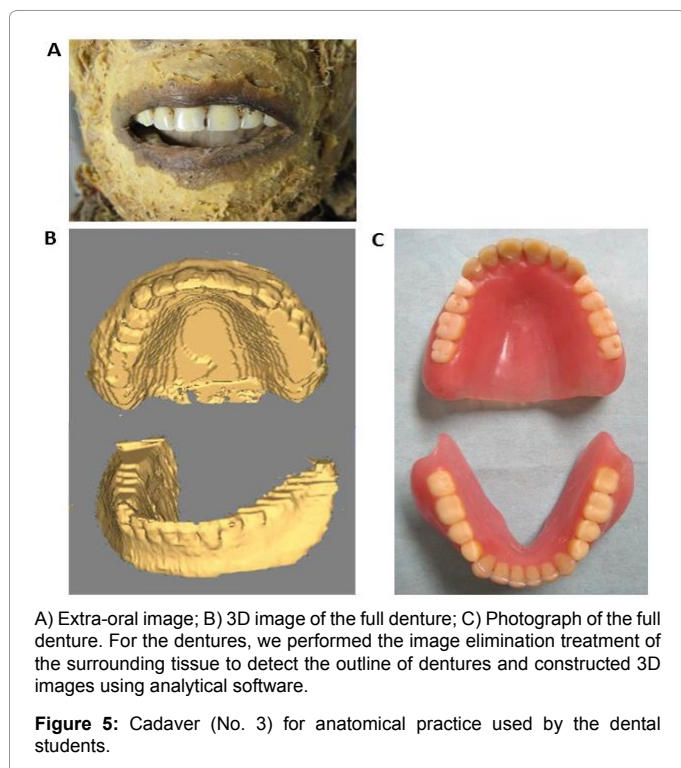 A
B
C
A) Extra-oral image; B) 3D image of the full denture; C) Photograph of the full
denture. For the dentures, we performed the image elimination treatment of
the surrounding tissue to detect the outline of dentures and constructed 3D
images using analytical software.
Figure 5: Cadaver (No. 3) for anatomical practice used by the dental
students.